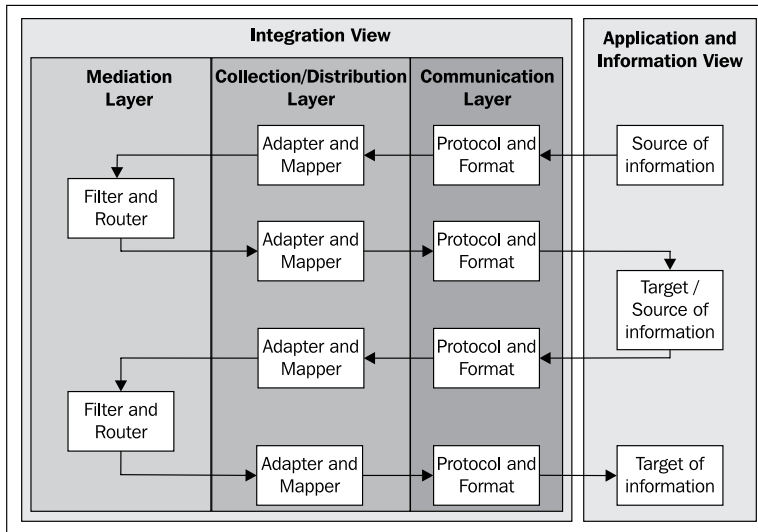 Integration View
Application and
Information View
Mediation
Layer
Collection/Distribution
Layer
Communication
Layer
Adapter and
Mapper
Protocol and
Format
Source of
information
Filter and
Router
Adapter and
Mapper
Protocol and
Format
Target /
Source of
information
Adapter and
Mapper
Protocol and
Format
Filter and
Router
Adapter and
Mapper
Protocol and
Format
Target of
information